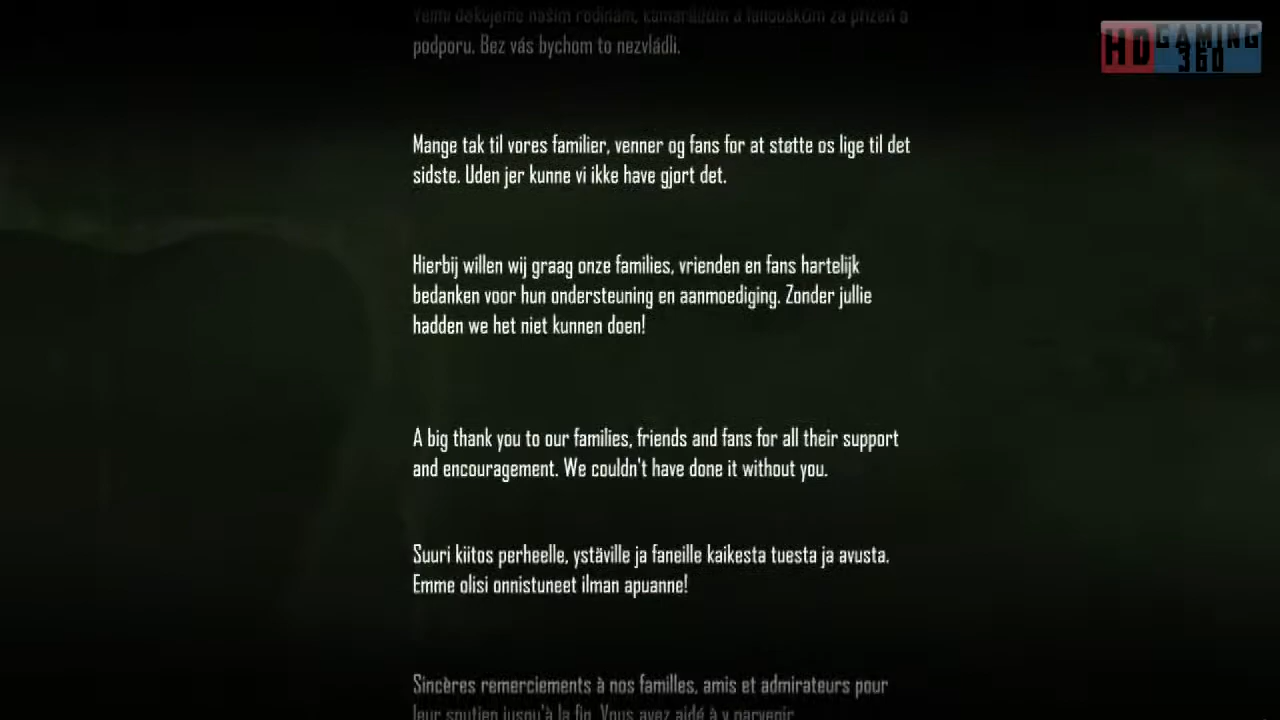 Velmi děkujeme našim rodinám, kamarádům a fanouškům za přízeň a
podporu. Bez vás bychom to nezvládli.
HD GAMING 360
Mange tak til vores familier, venner og fans for at støtte os lige til det
sidste. Uden jer kunne vi ikke have gjort det.
Hierbij willen wij graag onze families, vrienden en fans hartelijk
bedanken voor hun ondersteuning en aanmoediging. Zonder jullie
hadden we het niet kunnen doen!
A big thank you to our families, friends and fans for all their support
and encouragement. We couldn't have done it without you.
Suuri kiitos perheelle, ystäville ja faneille kaikesta tuesta ja avusta.
Emme olisi onnistuneet ilman apuanne!
Sincères remerciements à nos familles, amis et admirateurs pour
leur soutien jusqu'à la fin. Vous avez aidé à y parvenir.